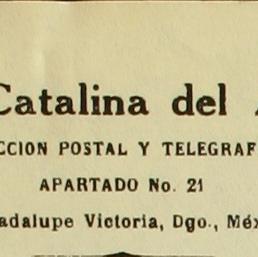 Catalina del
CCION POSTAL Y TELEGRAF
APARTADO No. 21
adalupe Victoria, Dgo., Méx